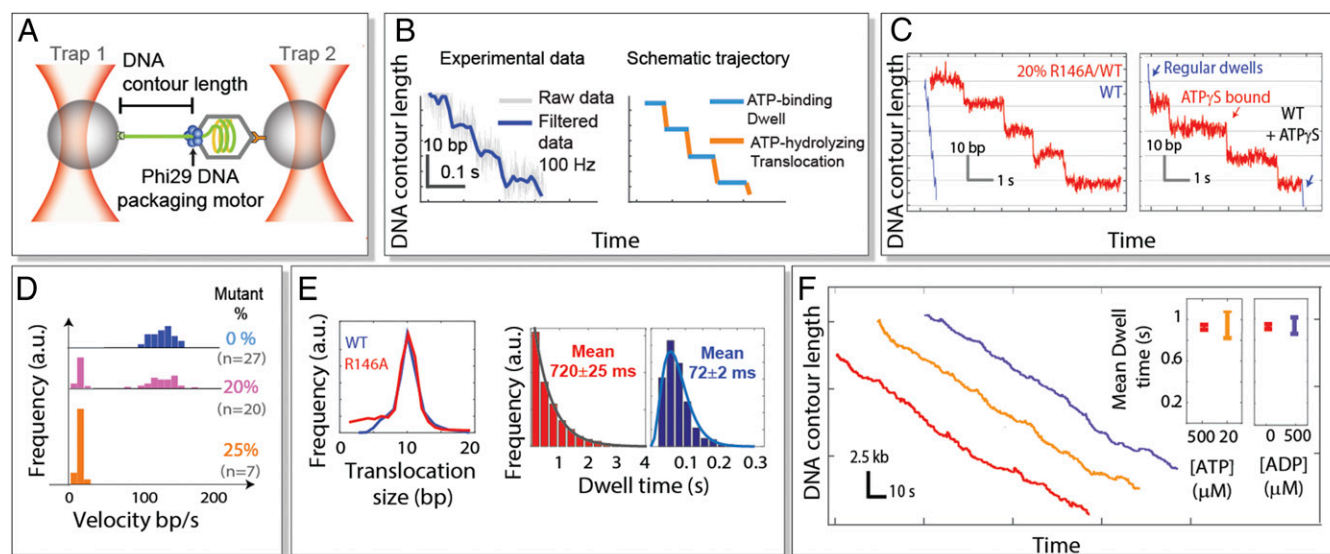 A
Trap 1
Trap 2
DNA
contour length
Phi29 DNA
packaging motor
B
DNA contour length
Experimental data
Raw data
Filtered
data
100 Hz
10 bp
0.1 s
Schematic trajectory
ATP-binding
Dwell
ATP-hydrolyzing
Translocation
Time
C
DNA contour length
20% R146A/WT
WT
10 bp
1 s
Regular dwells
ATPγS bound
WT
+ ATPγS
10 bp
1 s
Time
D
Frequency (a.u.)
Mutant
%
0 %
(n=27)
20%
(n=20)
25%
(n=7)
0
100
200
Velocity bp/s
E
Frequency (a.u.)
WT
R146A
0
10
20
Translocation
size (bp)
Frequency (a.u.)
Mean
720±25 ms
Mean
72±2 ms
1 2 3 4
0.1 0.2 0.3
Dwell time (s)
F
DNA contour length
2.5 kb
10 s
Time
Mean Dwell
time (s)
1
0.6
0.2
500 20
0 500
[ATP]
(μM)
[ADP]
(μM)